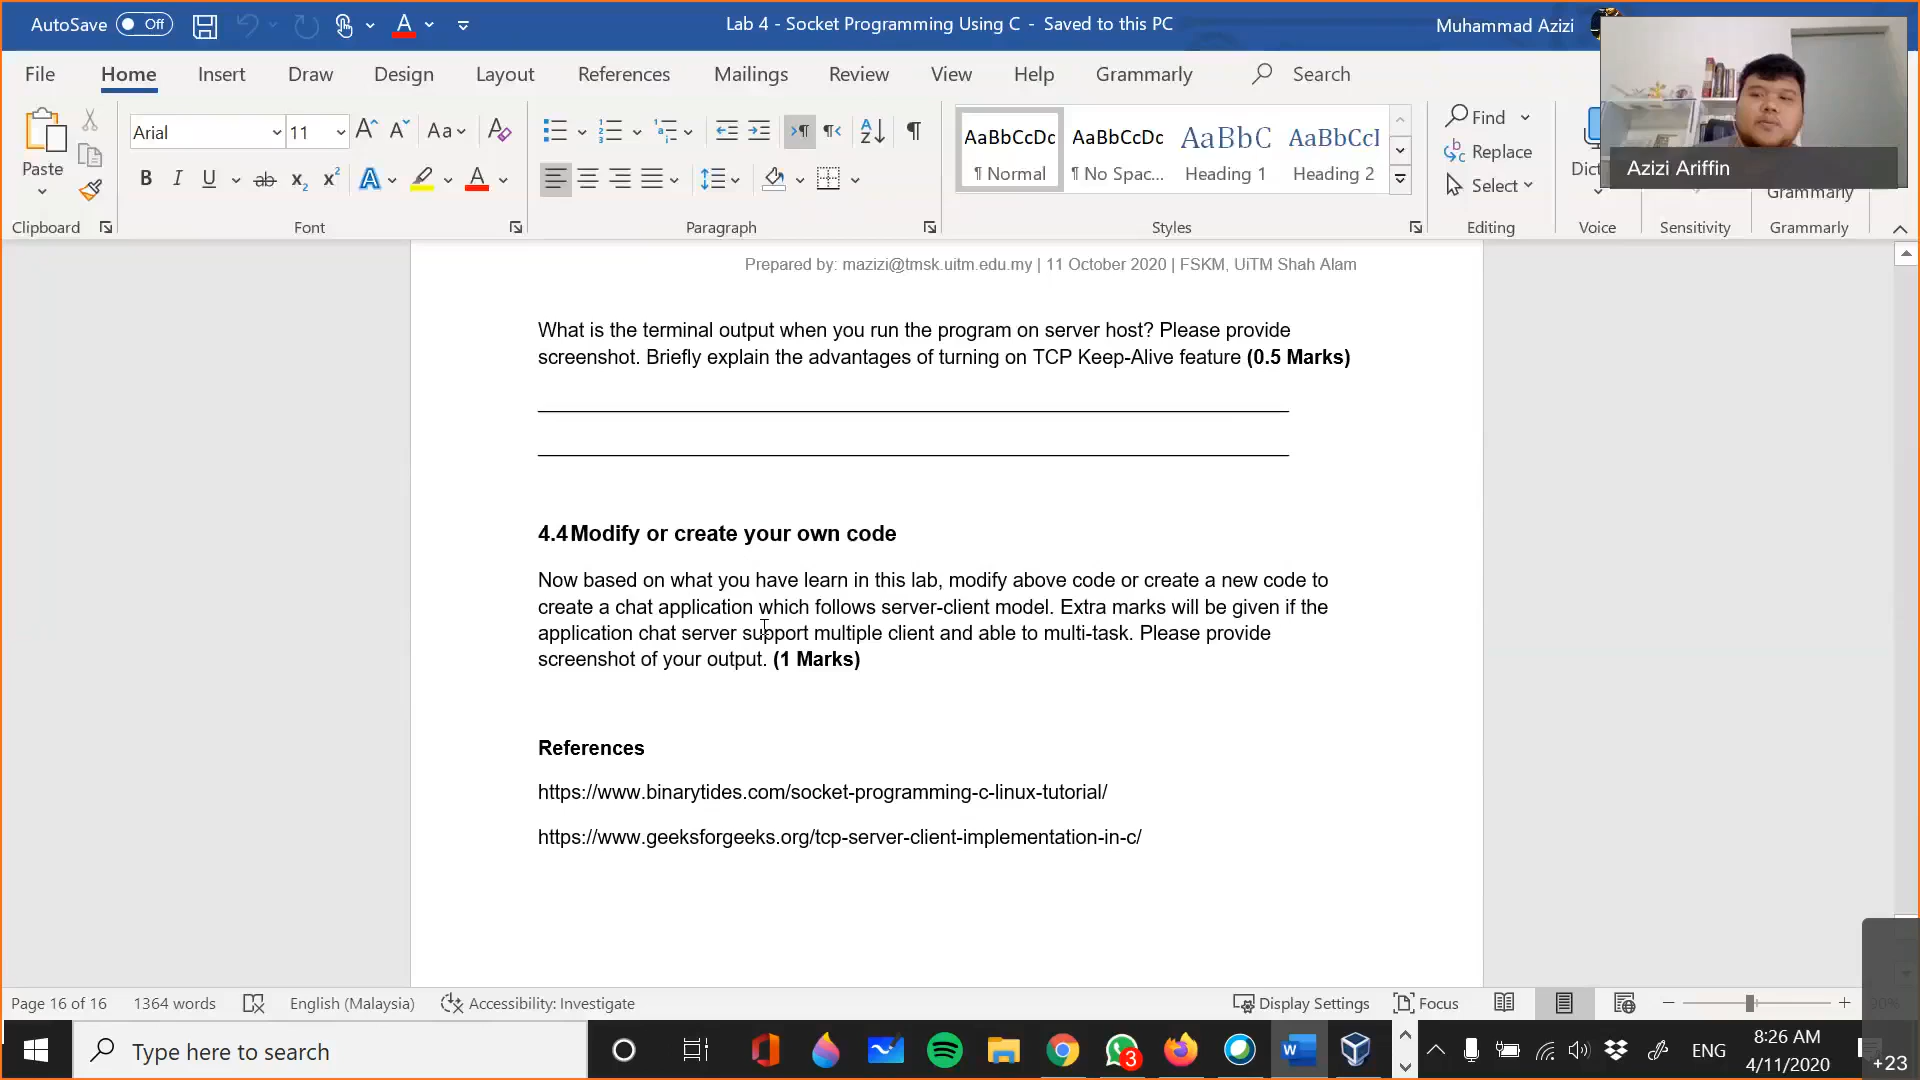 AutoSave Off
Lab 4 - Socket Programming Using C - Saved to this PC
Muhammad Azizi
File Home Insert Draw Design Layout References Mailings Review View Help Grammarly Search
Paste
Clipboard
Arial
11
Aa
B I U ab x₂ x² A A
Font
Paragraph
AaBbCcDc
¶ Normal
AaBbCcDc
¶ No Spac...
AaBbC
Heading 1
AaBbCcI
Heading 2
Styles
Find
Replace
Select
Editing
Dict
Voice
Sensitivity
Grammarly
Grammarly
Azizi Ariffin
Prepared by: mazizi@tmsk.uitm.edu.my | 11 October 2020 | FSKM, UiTM Shah Alam
What is the terminal output when you run the program on server host? Please provide
screenshot. Briefly explain the advantages of turning on TCP Keep-Alive feature (0.5 Marks)
4.4 Modify or create your own code
Now based on what you have learn in this lab, modify above code or create a new code to
create a chat application which follows server-client model. Extra marks will be given if the
application chat server support multiple client and able to multi-task. Please provide
screenshot of your output. (1 Marks)
References
https://www.binarytides.com/socket-programming-c-linux-tutorial/
https://www.geeksforgeeks.org/tcp-server-client-implementation-in-c/
Page 16 of 16 1364 words English (Malaysia) Accessibility: Investigate Display Settings Focus
Type here to search
3
ENG
8:26 AM
4/11/2020
+23